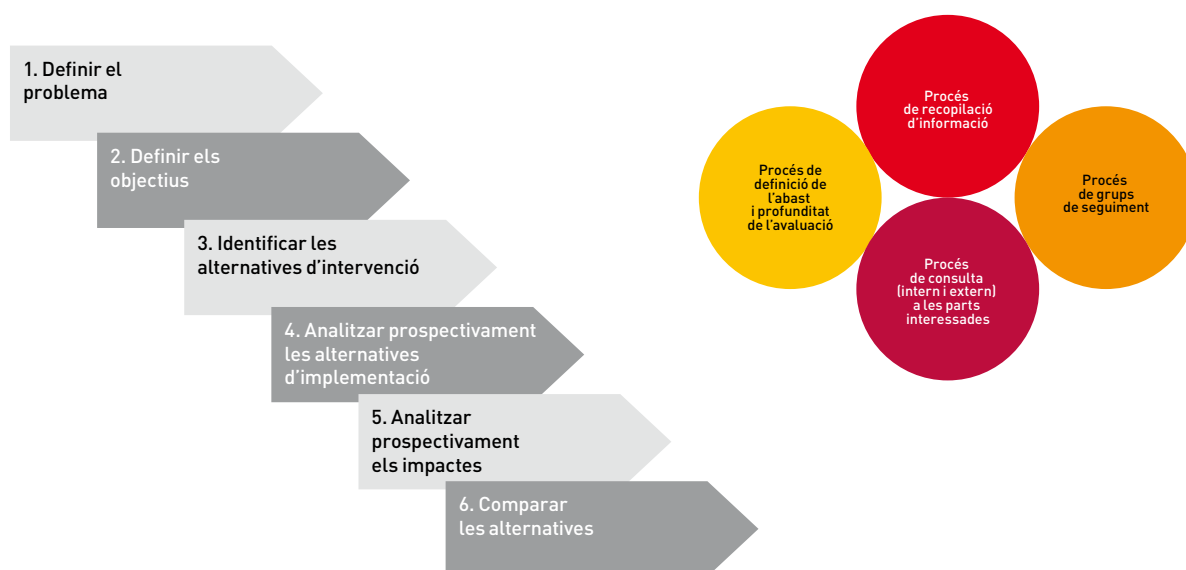 1. Definir el
problema
2. Definir els
objectius
3. Identificar les
alternatives d’intervenció
4. Analitzar prospectivament
les alternatives
d’implementació
5. Analitzar
prospectivament
els impactes
6. Comparar
les alternatives
Procés
de recopilació
d’informació
Procés de
definició de
l’abast
i profunditat
de l’avaluació
Procés
de grups
de seguiment
Procés
de consulta
(intern i extern)
a les parts
interessades